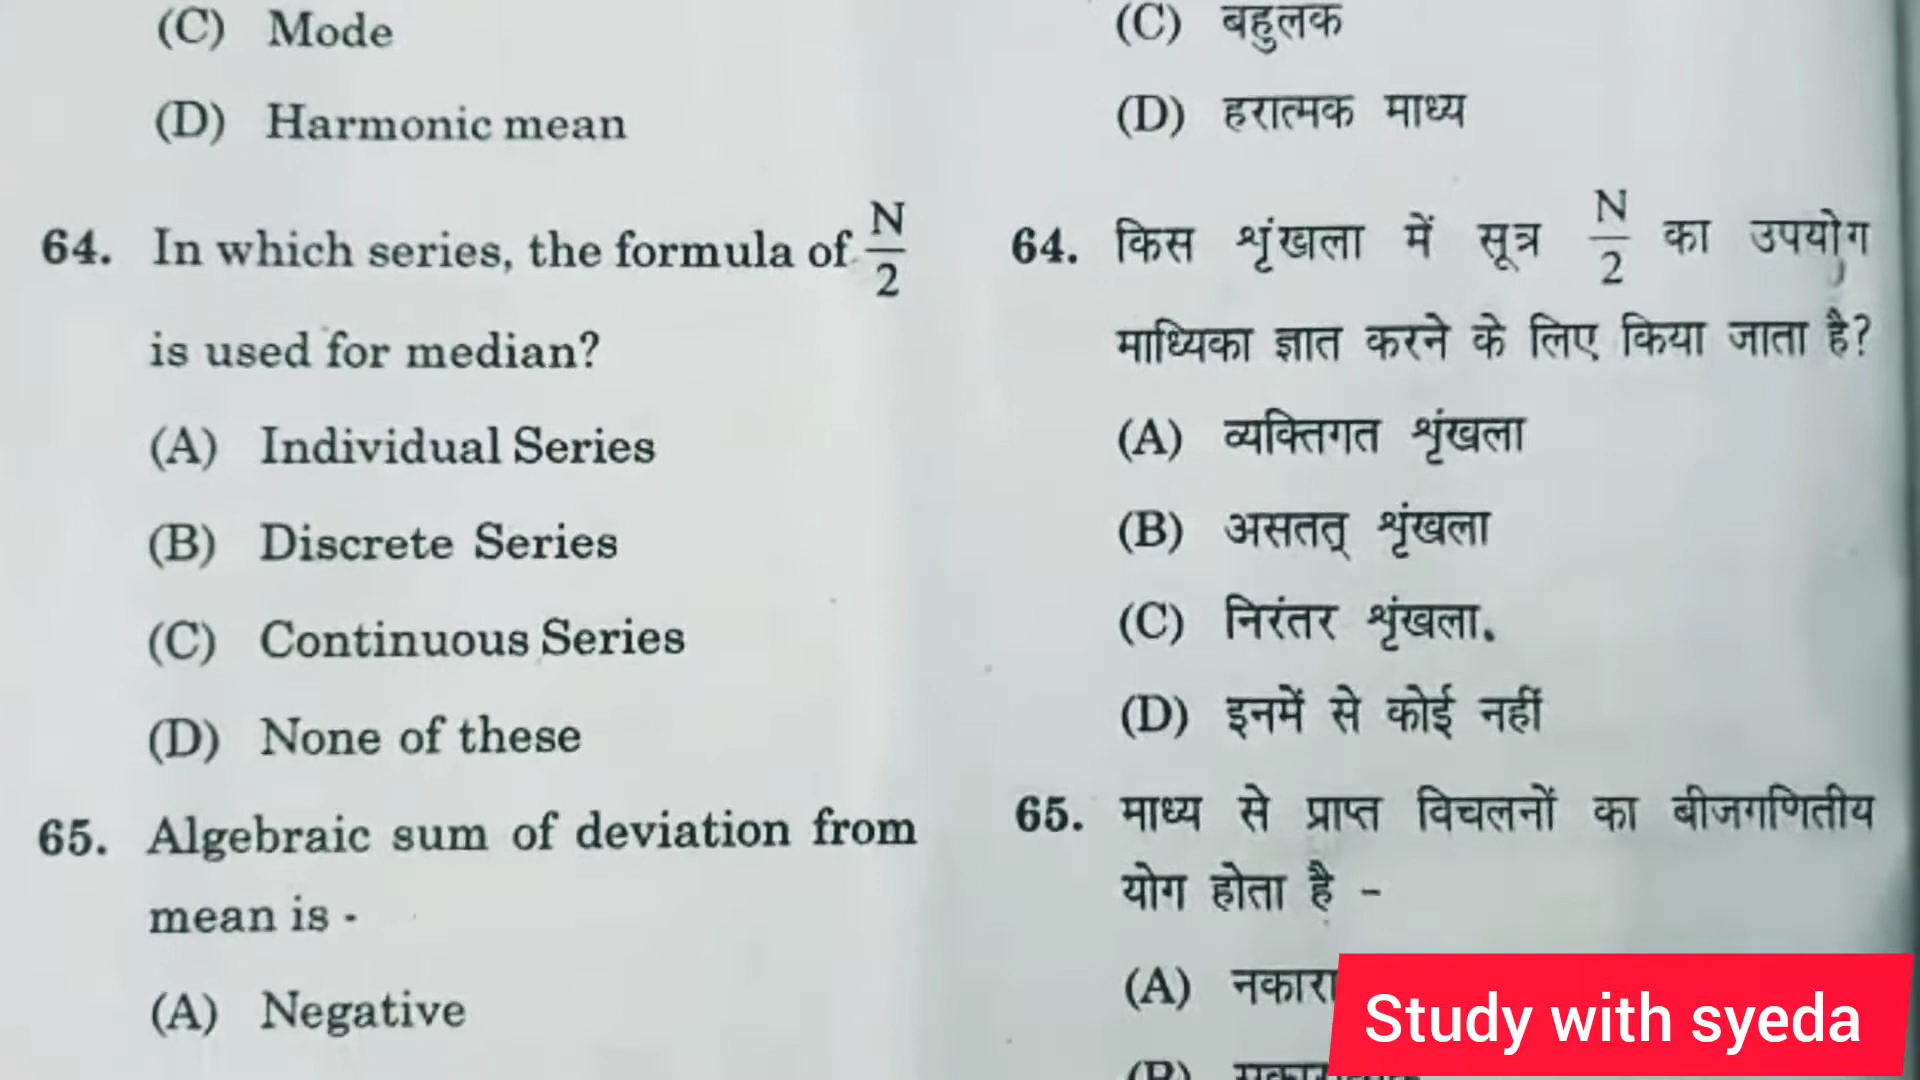 (C) Mode
(D) Harmonic mean
64. In which series, the formula of N/2
is used for median?
(A) Individual Series
(B) Discrete Series
(C) Continuous Series
(D) None of these
65. Algebraic sum of deviation from
mean is -
(A) Negative
(C) बहुलक
(D) हरात्मक माध्य
64. किस शृंखला में सूत्र N/2 का उपयोग
माध्यिका ज्ञात करने के लिए किया जाता है?
(A) व्यक्तिगत शृंखला
(B) असतत् शृंखला
(C) निरंतर शृंखला.
(D) इनमें से कोई नहीं
65. माध्य से प्राप्त विचलनों का बीजगणितीय
योग होता है -
(A) नकारा
(B)
Study with syeda